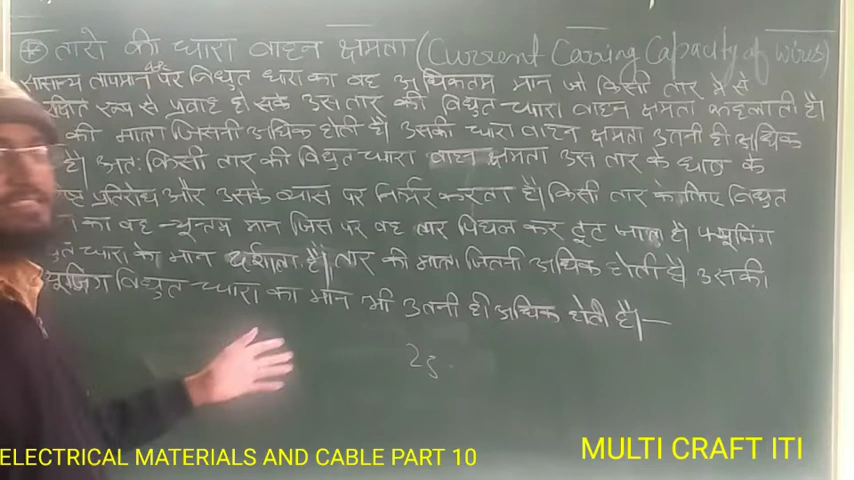 तारो की धारा वाहन क्षमता (Current Carring Capacity of wires)
सामान्य तापमान पर विधुत धारा का वह अधिकतम मान जो किसी तार मे से
रूप से प्रवाह हो सके उस तार की विधुत धारा वाहन क्षमता कहलाती है।
की मात्रा जितनी अधिक होती है। उसकी धारा वाहन क्षमता उतनी ही अधिक
है। अतः किसी तार की विधुत धारा वाहन क्षमता उस तार के धातु के
प्रतिरोध और उसके व्यास पर निर्भर करता है। किसी तार के लिए विधुत
का वह न्यूनतम मान जिस पर वह तार पिघल कर टूट जाता है। फ्यूजिंग
धारा का मान दर्शाता है। तार की मात्रा जितनी अधिक होती है उसकी
विधुत धारा का मान भी उतनी ही अधिक होती है।—
25.
ELECTRICAL MATERIALS AND CABLE PART 10
MULTI CRAFT ITI